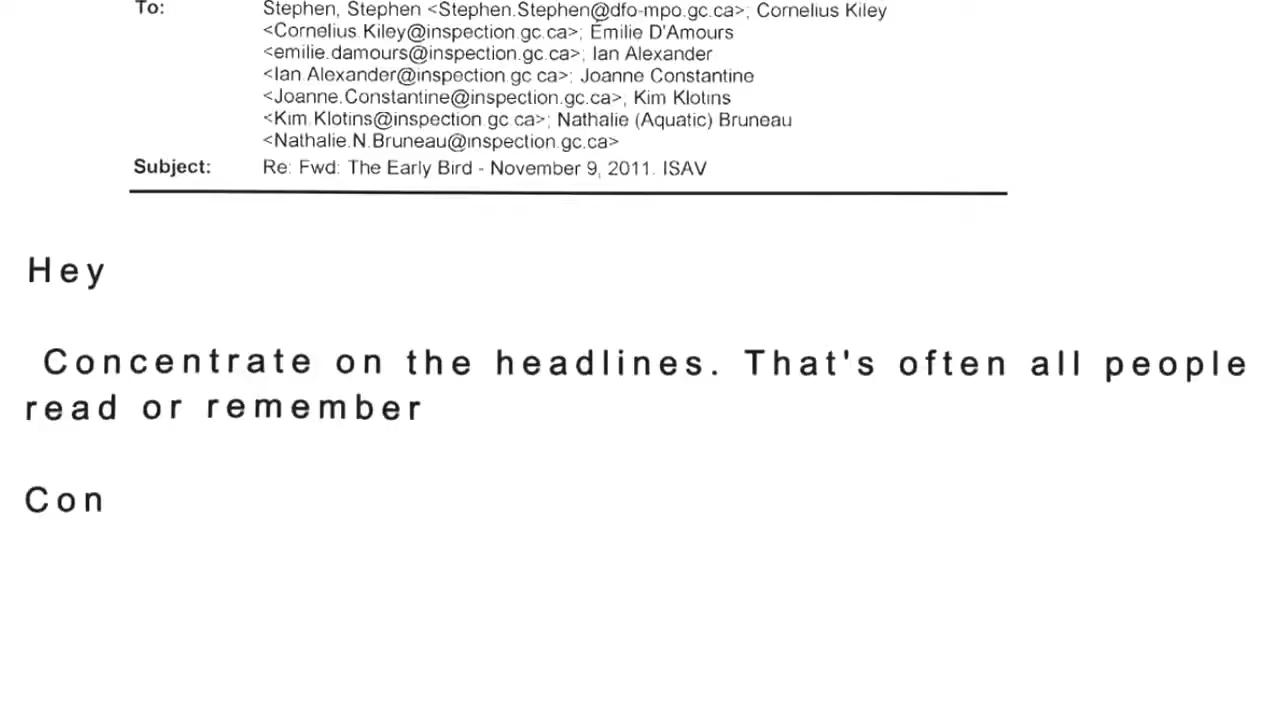 To: Stephen, Stephen <Stephen.Stephen@dfo-mpo.gc.ca>; Cornelius Kiley
<Cornelius.Kiley@inspection.gc.ca>; Emilie D'Amours
<emilie.damours@inspection.gc.ca>; Ian Alexander
<Ian.Alexander@inspection.gc.ca>; Joanne Constantine
<Joanne.Constantine@inspection.gc.ca>; Kim Klotins
<Kim.Klotins@inspection.gc.ca>; Nathalie (Aquatic) Bruneau
<Nathalie.N.Bruneau@inspection.gc.ca>
Subject: Re: Fwd: The Early Bird - November 9, 2011. ISAV
Hey
Concentrate on the headlines. That's often all people
read or remember
Con